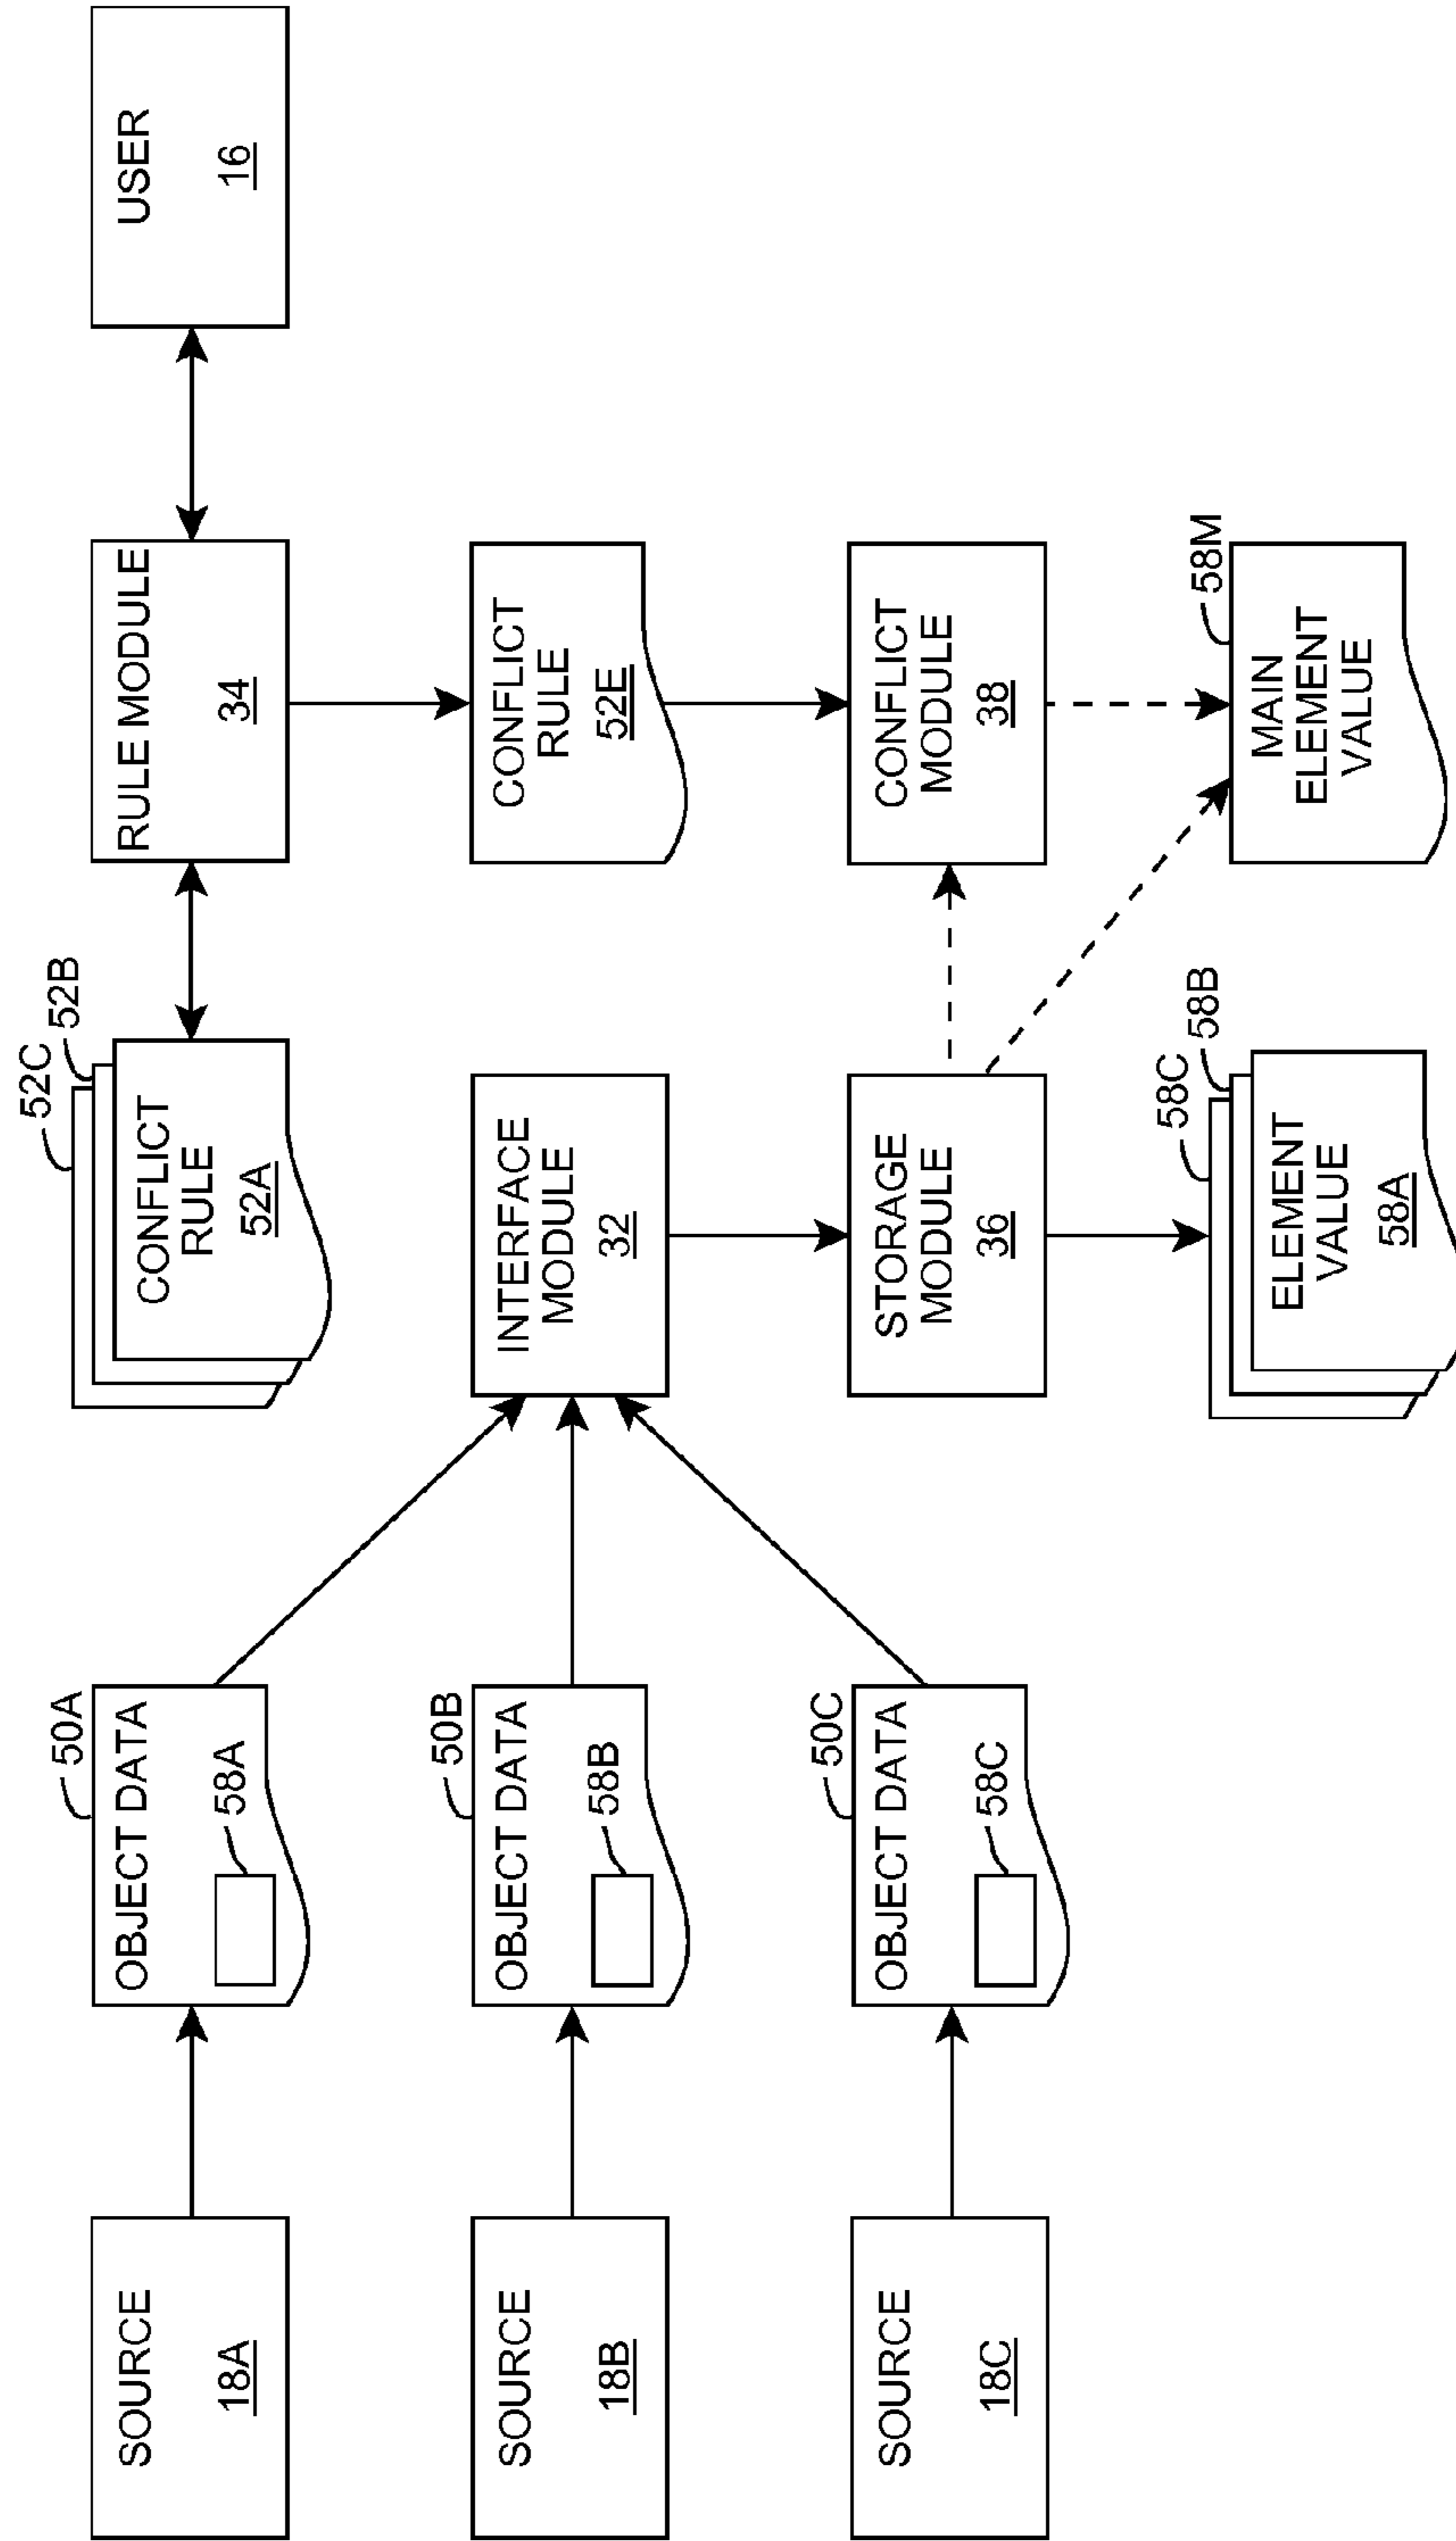 SOURCE
18A
50A
OBJECT DATA
58A
52C
52B
CONFLICT
RULE
52A
RULE MODULE
34
USER
16
SOURCE
18B
50B
OBJECT DATA
58B
INTERFACE
MODULE
32
CONFLICT
RULE
52E
SOURCE
18C
50C
OBJECT DATA
58C
STORAGE
MODULE
36
CONFLICT
MODULE
38
58C
58B
ELEMENT
VALUE
58A
58M
MAIN
ELEMENT
VALUE